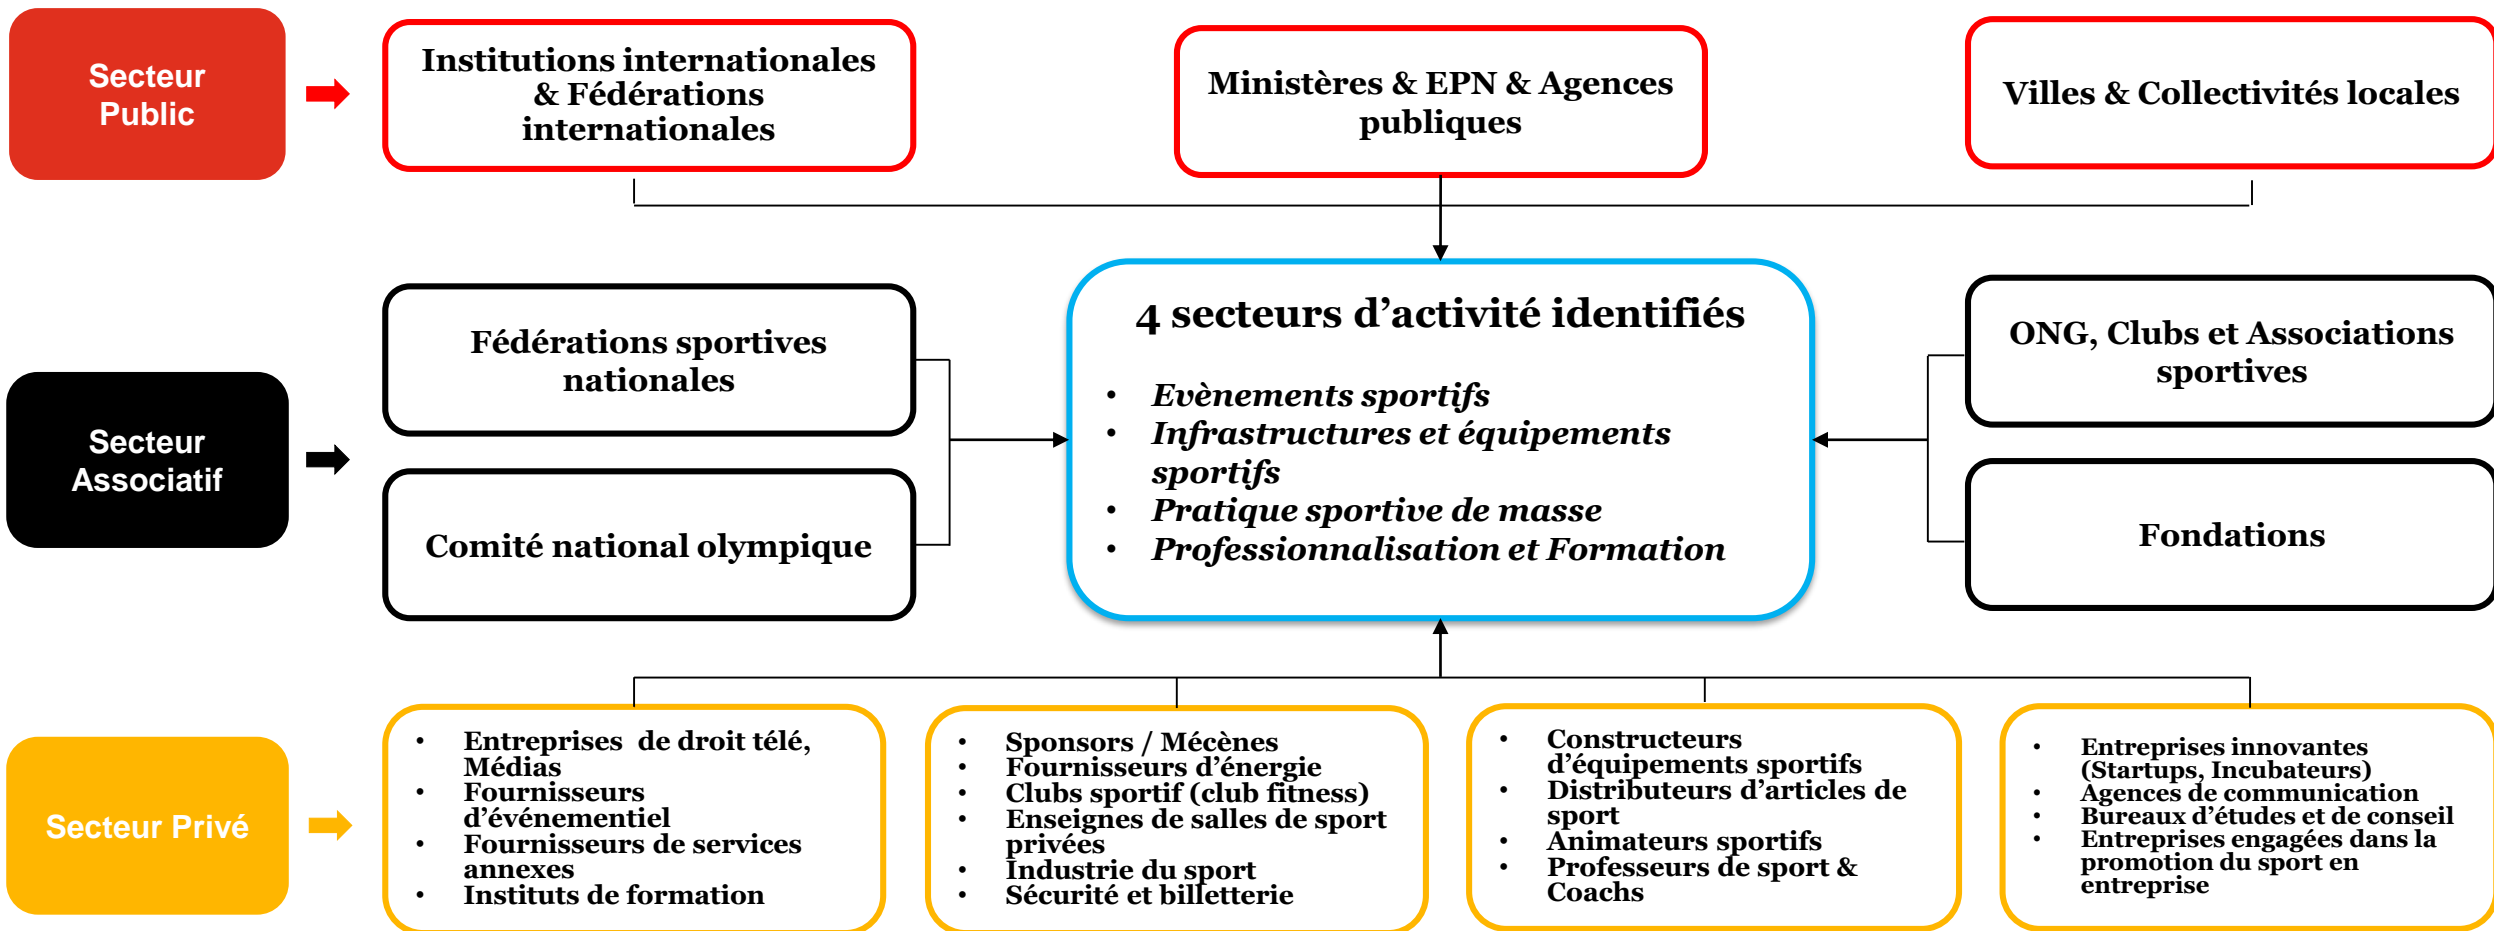 Secteur
Public
Institutions internationales
& Fédérations
internationales
Ministères & EPN & Agences
publiques
Villes & Collectivités locales
Secteur
Associatif
Fédérations sportives
nationales
Comité national olympique
4 secteurs d’activité identifiés
• Evènements sportifs
• Infrastructures et équipements
sportifs
• Pratique sportive de masse
• Professionnalisation et Formation
ONG, Clubs et Associations
sportives
Fondations
Secteur Privé
• Entreprises de droit télé,
Médias
• Fournisseurs
d’événementiel
• Fournisseurs de services
annexes
• Instituts de formation
• Sponsors / Mécènes
• Fournisseurs d’énergie
• Clubs sportif (club fitness)
• Enseignes de salles de sport
privées
• Industrie du sport
• Sécurité et billetterie
• Constructeurs
d’équipements sportifs
• Distributeurs d’articles de
sport
• Animateurs sportifs
• Professeurs de sport &
Coachs
• Entreprises innovantes
(Startups, Incubateurs)
• Agences de communication
• Bureaux d’études et de conseil
• Entreprises engagées dans la
promotion du sport en
entreprise